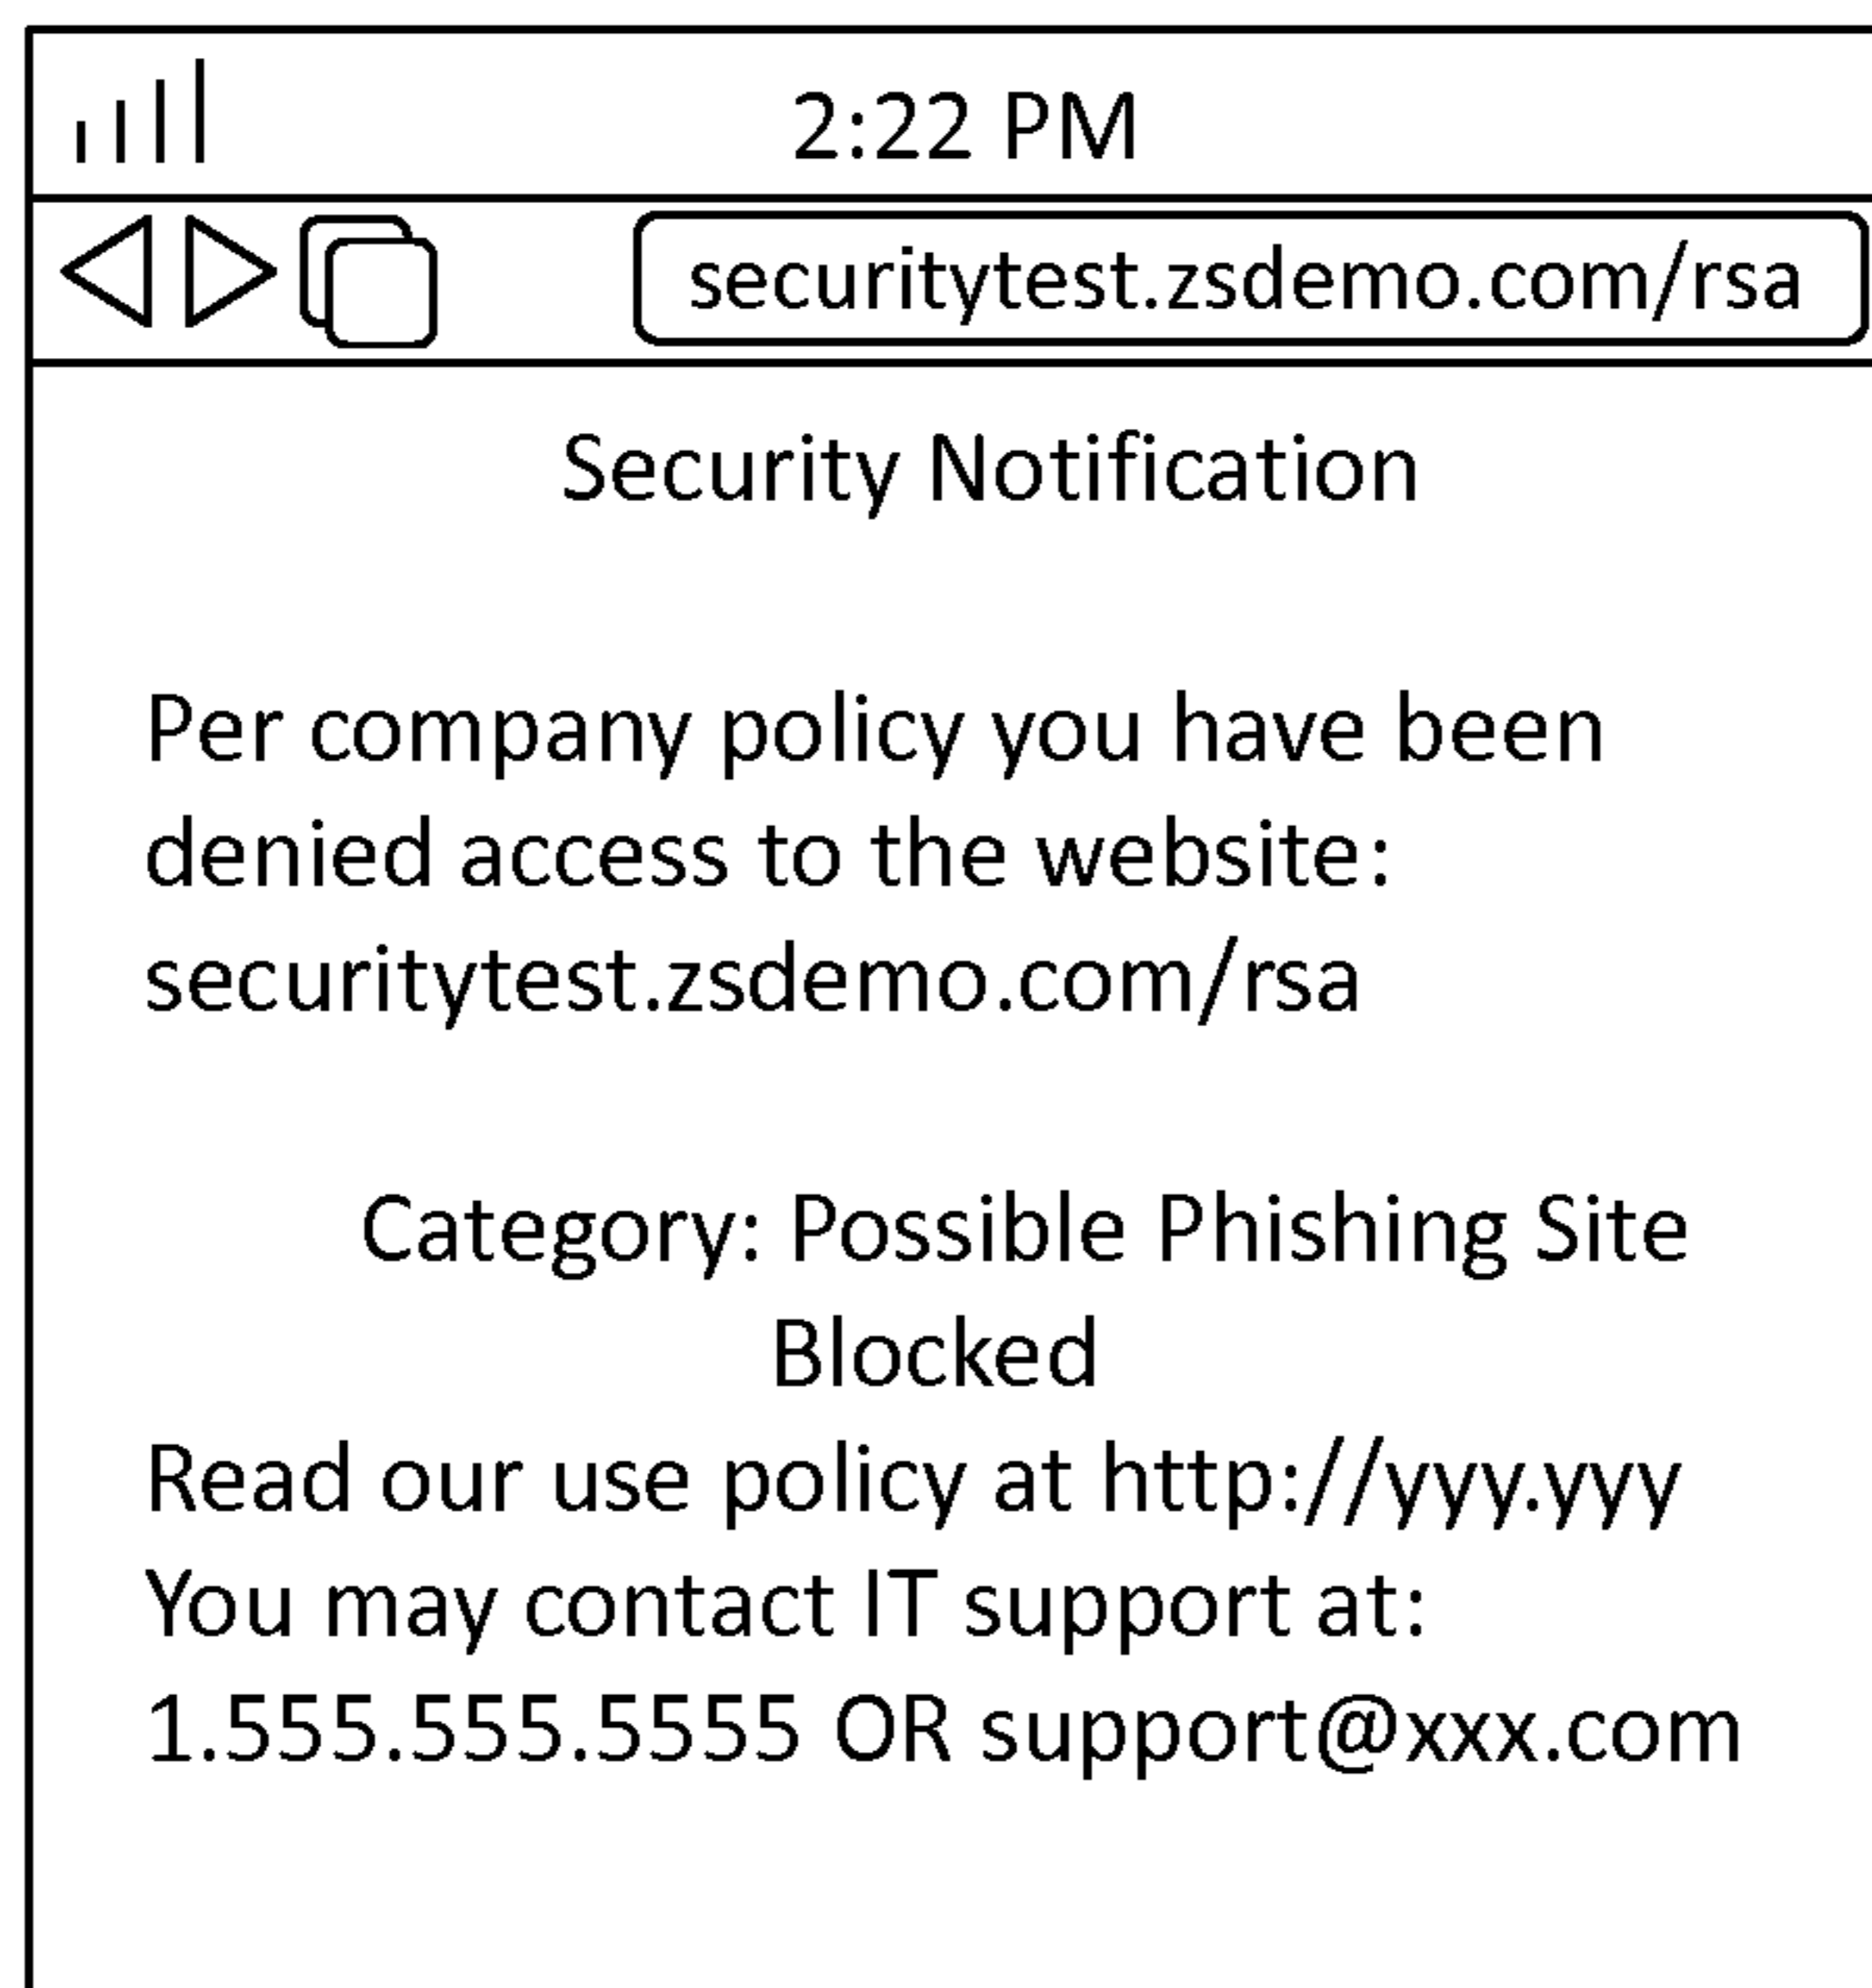 2:22 PM
securitytest.zsdemo.com/rsa
Security Notification
Per company policy you have been
denied access to the website:
securitytest.zsdemo.com/rsa
Category: Possible Phishing Site
Blocked
Read our use policy at http://yyy.yyy
You may contact IT support at:
1.555.555.5555 OR support@xxx.com